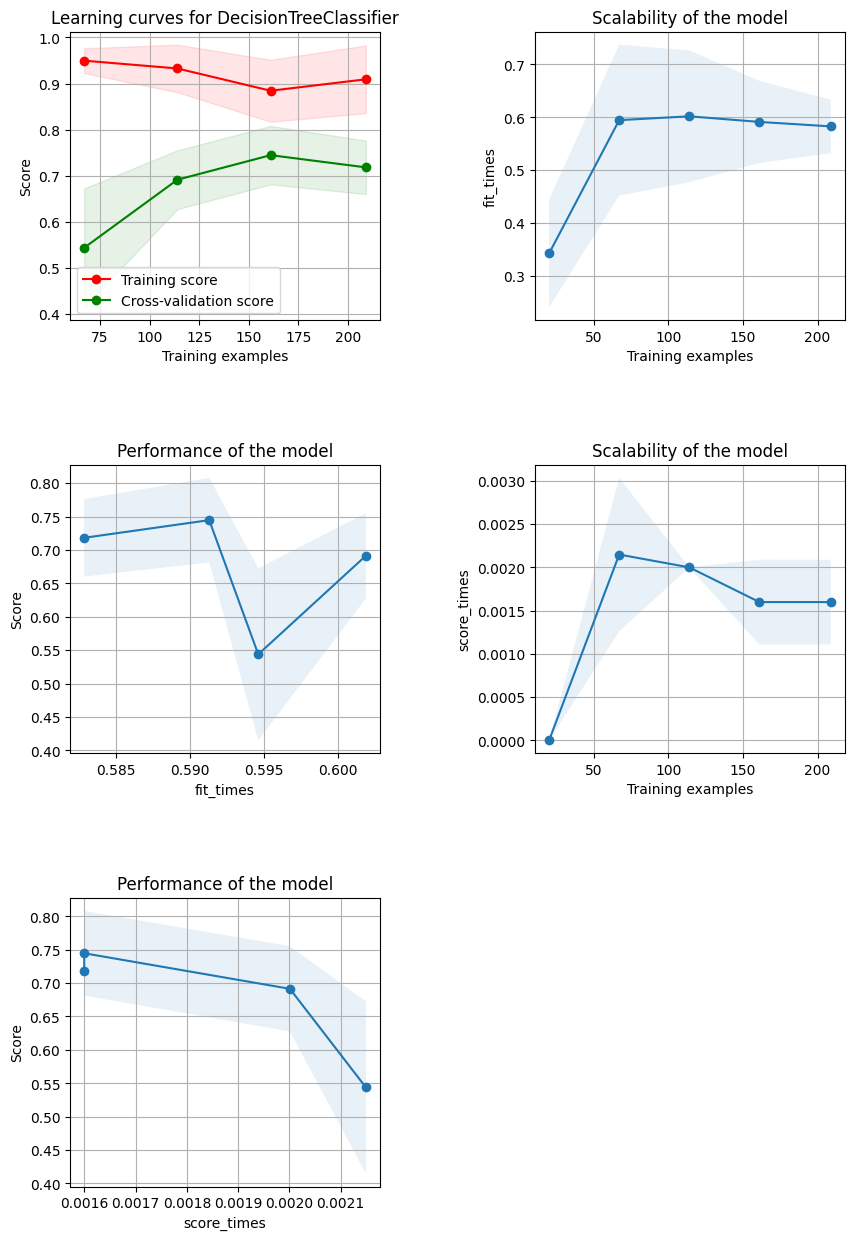 Learning curves for DecisionTreeClassifier
1.0
0.9
0.8
0.7
0.6
0.5
0.4
Score
Training score
Cross-validation score
75 100 125 150 175 200
Training examples
Scalability of the model
0.7
0.6
0.5
0.4
0.3
fit_times
50 100 150 200
Training examples
Performance of the model
0.80
0.75
0.70
0.65
0.60
0.55
0.50
0.45
0.40
Score
0.585 0.590 0.595 0.600
fit_times
Scalability of the model
0.0030
0.0025
0.0020
0.0015
0.0010
0.0005
0.0000
score_times
50 100 150 200
Training examples
Performance of the model
0.80
0.75
0.70
0.65
0.60
0.55
0.50
0.45
0.40
Score
0.0016 0.0017 0.0018 0.0019 0.0020 0.0021
score_times